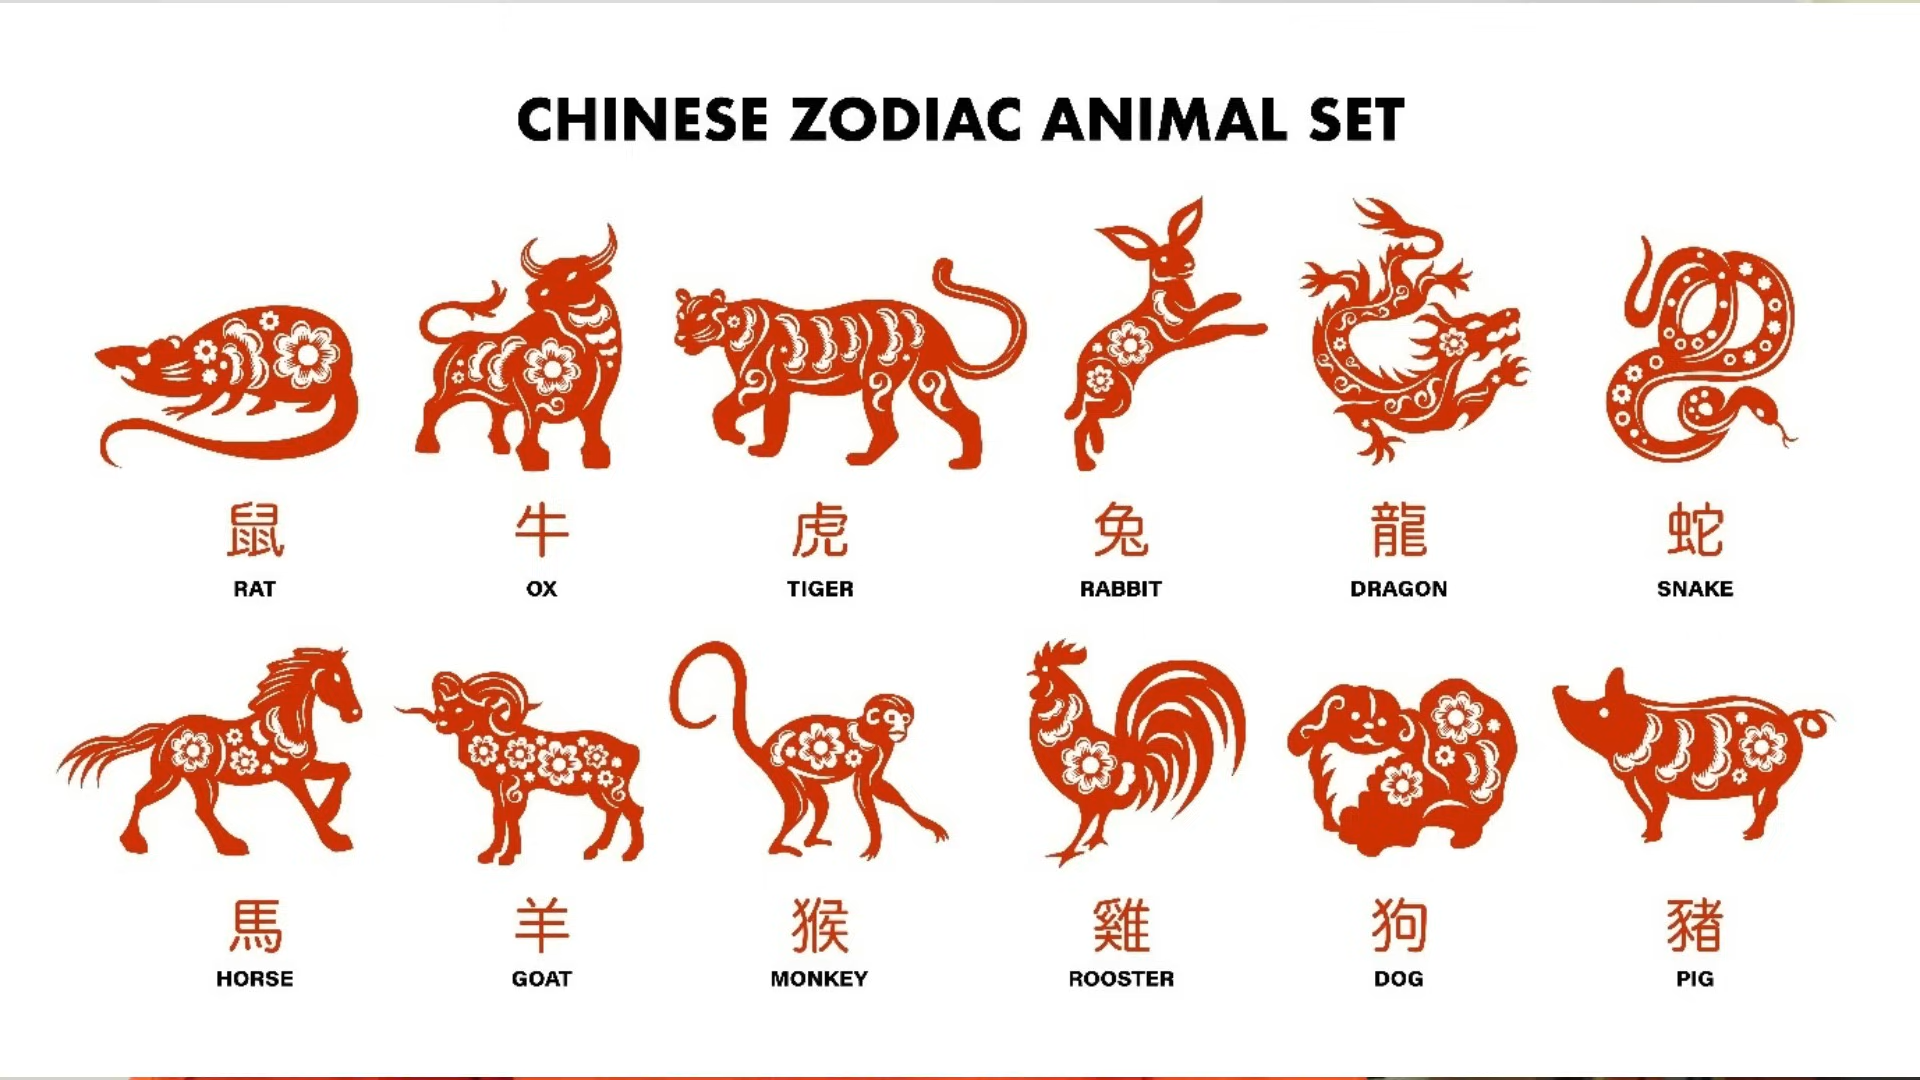 CHINESE ZODIAC ANIMAL SET
鼠 牛 虎 兔 龍 蛇
RAT OX TIGER RABBIT DRAGON SNAKE
馬 羊 猴 雞 狗 豬
HORSE GOAT MONKEY ROOSTER DOG PIG